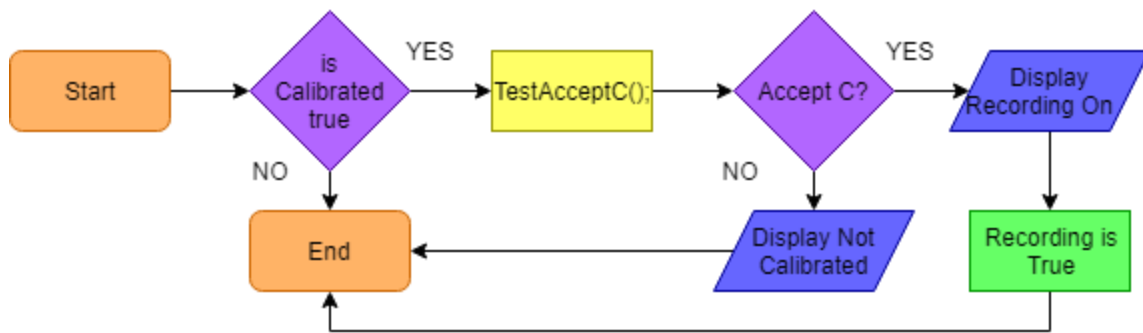 Start
is
Calibrated
true
YES
TestAcceptC();
Accept C?
YES
Display
Recording On
NO
End
NO
Display Not
Calibrated
Recording is
True